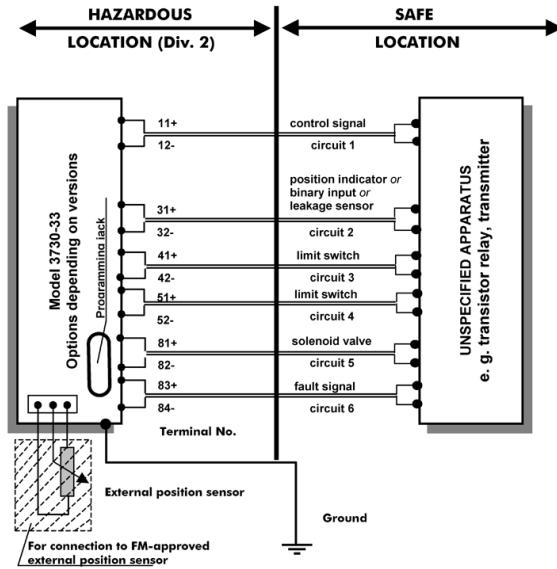 HAZARDOUS
LOCATION (Div. 2)
SAFE
LOCATION
Model 3730-33
Options depending on versions
Programming jack
11+
12-
control signal
circuit 1
31+
32-
position indicator or
binary input or
leakage sensor
circuit 2
41+
42-
limit switch
circuit 3
51+
52-
limit switch
circuit 4
81+
82-
solenoid valve
circuit 5
83+
84-
fault signal
circuit 6
Terminal No.
UNSPECIFIED APPARATUS
e. g. transistor relay, transmitter
External position sensor
Ground
For connection to FM-approved
external position sensor